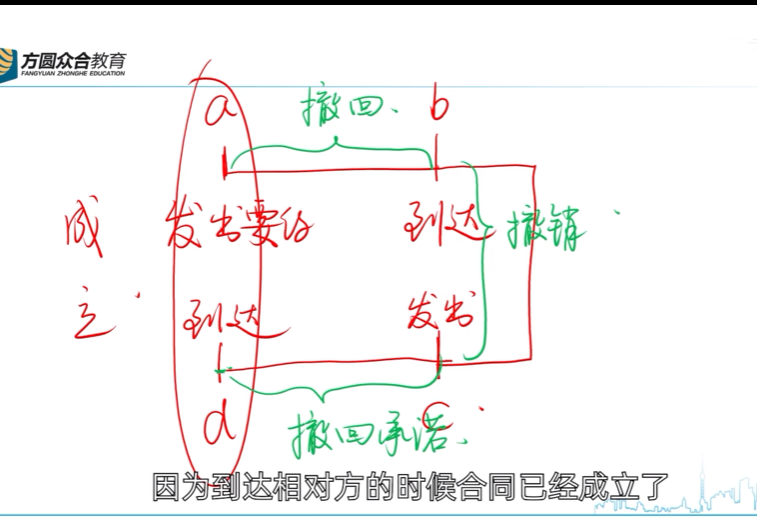 方圆众合教育
FANGYUAN ZHONGHE EDUCATION
a 撤回 b
成 发出要约 到达 撤销
立 到达 发出
d 撤回承诺 c
因为到达相对方的时候合同已经成立了